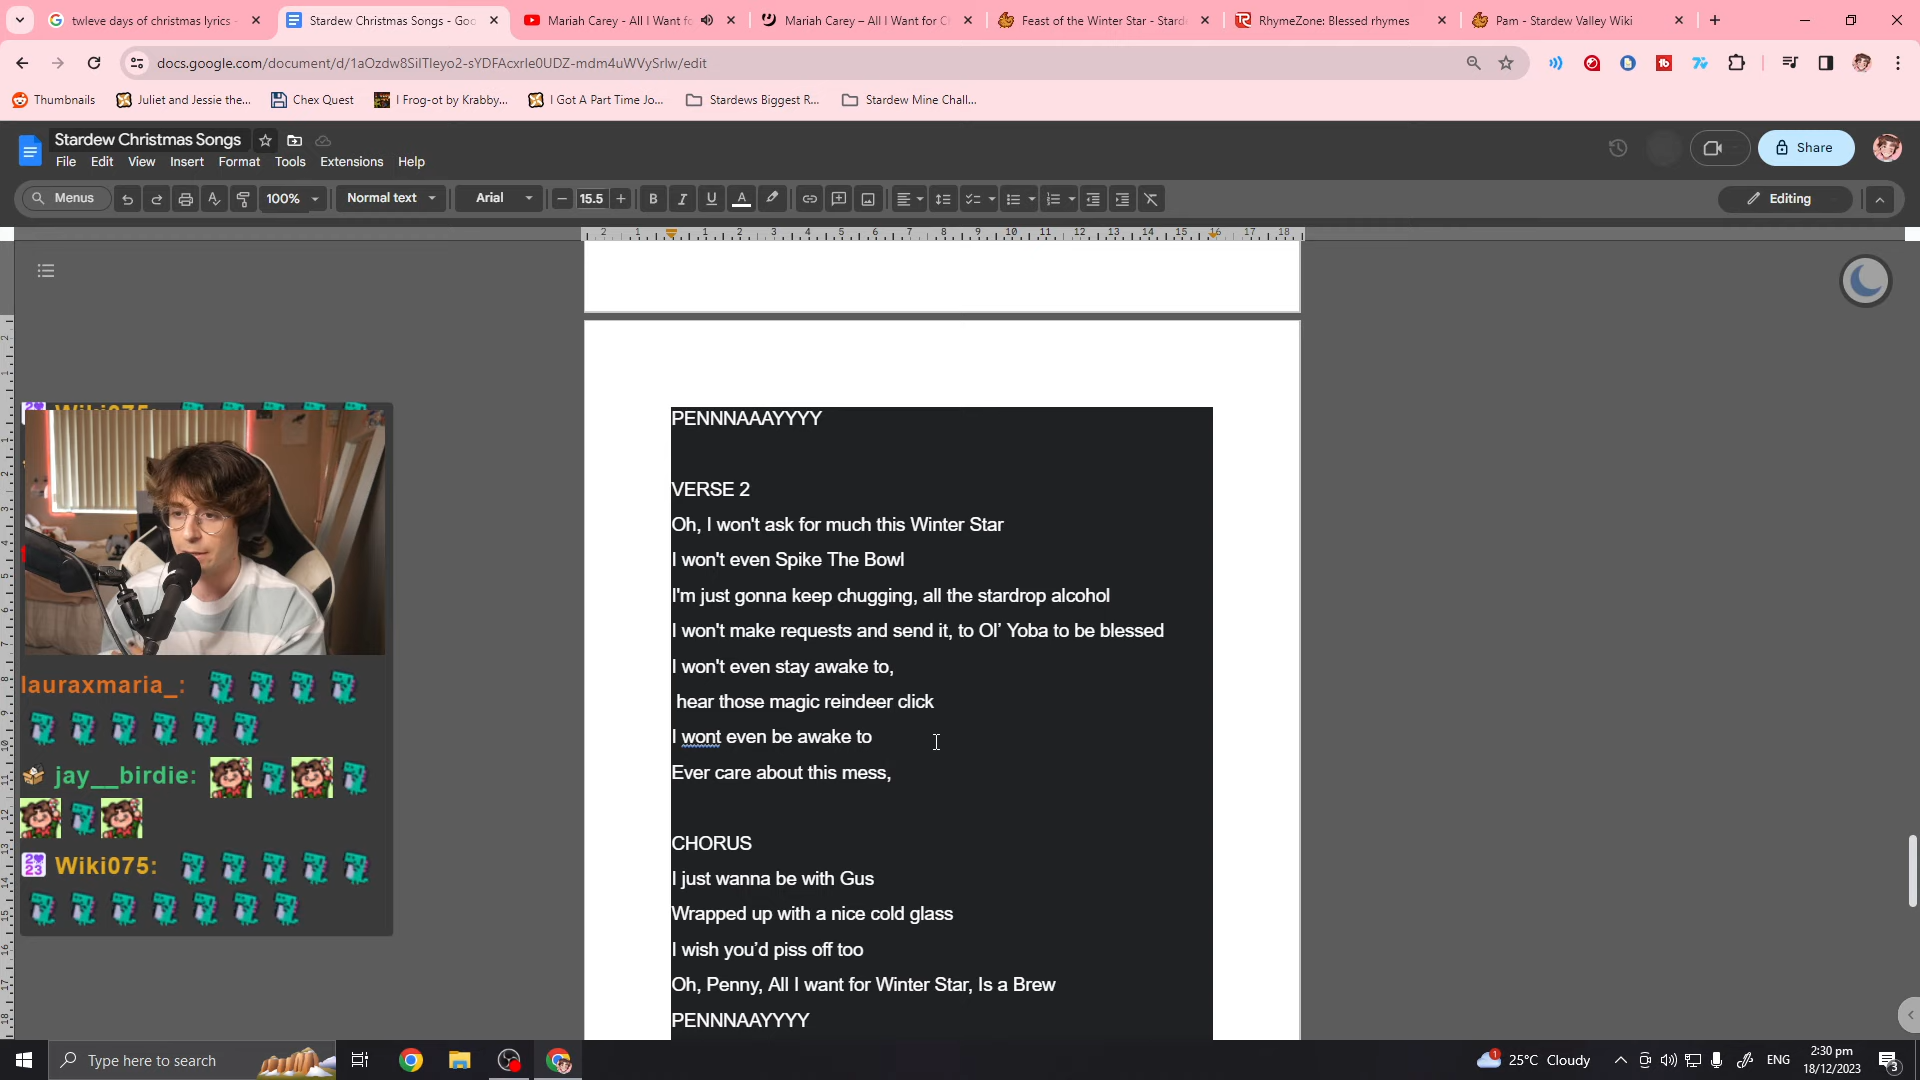 twleve days of christmas lyrics -
Stardew Christmas Songs - Goo
Mariah Carey - All I Want fo
Mariah Carey – All I Want for C
Feast of the Winter Star - Stard
RhymeZone: Blessed rhymes
Pam - Stardew Valley Wiki
docs.google.com/document/d/1aOzdw8SiITIeyo2-sYDFAcxrle0UDZ-mdm4uWVySrlw/edit
Thumbnails
Juliet and Jessie the...
Chex Quest
I Frog-ot by Krabby...
I Got A Part Time Jo...
Stardews Biggest R...
Stardew Mine Chall...
Stardew Christmas Songs
File Edit View Insert Format Tools Extensions Help
Share
Menus
100%
Normal text
Arial
15.5
Editing
PENNNAAAYYYY
VERSE 2
Oh, I won't ask for much this Winter Star
I won't even Spike The Bowl
I'm just gonna keep chugging, all the stardrop alcohol
I won't make requests and send it, to Ol’ Yoba to be blessed
I won't even stay awake to,
hear those magic reindeer click
I wont even be awake to
Ever care about this mess,
CHORUS
I just wanna be with Gus
Wrapped up with a nice cold glass
I wish you’d piss off too
Oh, Penny, All I want for Winter Star, Is a Brew
PENNNAAYYYY
Wiki075:
lauraxmaria_:
jay__birdie:
Wiki075:
Type here to search
25°C Cloudy
ENG
2:30 pm
18/12/2023
3